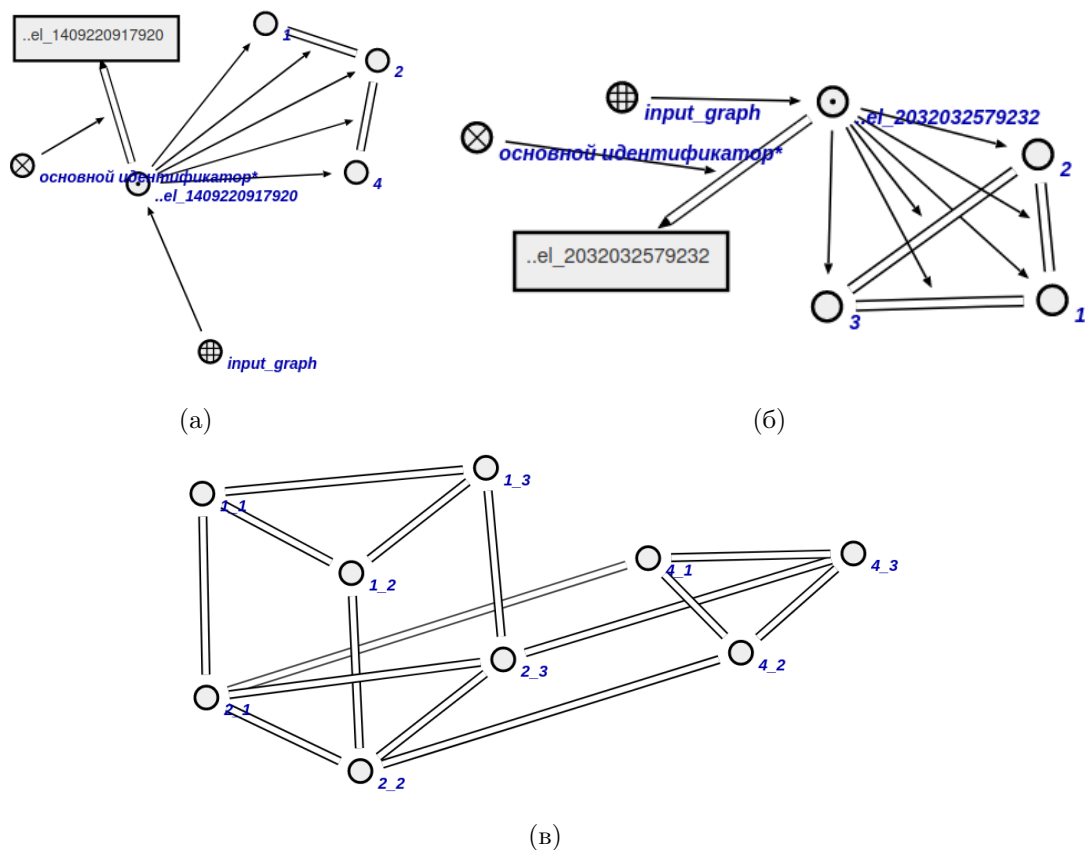 ..el_1409220917920
1
2
4
основной идентификатор*
..el_1409220917920
input_graph
(а)
input_graph
..el_2032032579232
основной идентификатор*
2
..el_2032032579232
3
1
(б)
1_3
1_1
1_2
4_1
4_3
2_3
4_2
2_1
2_2
(в)